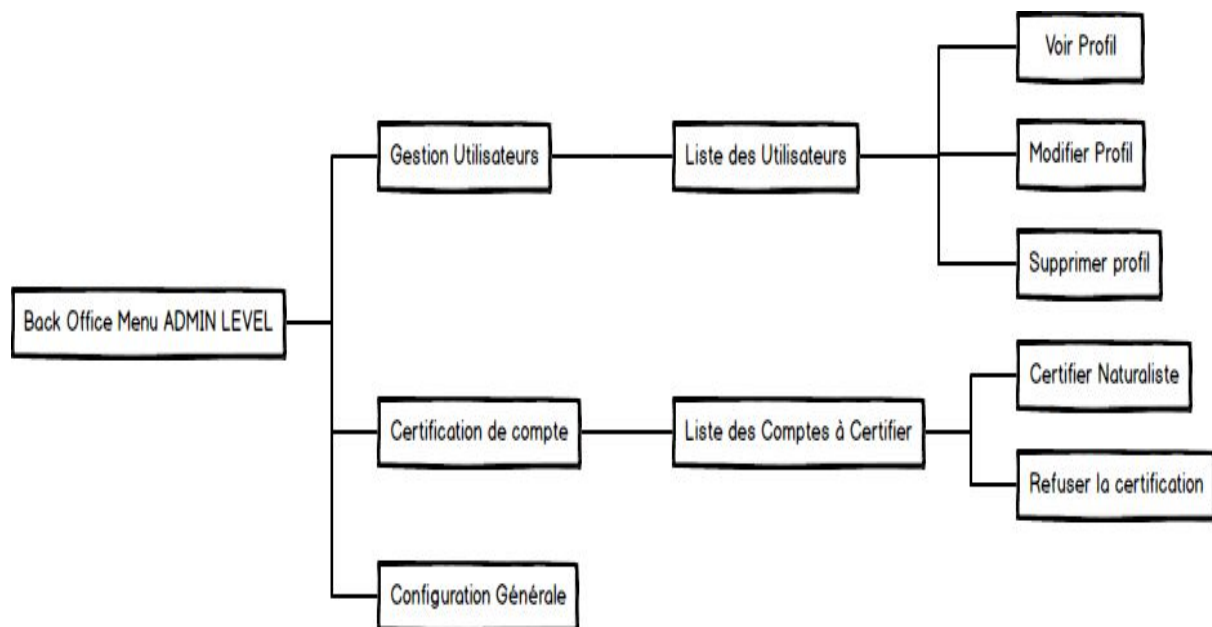 Back Office Menu ADMIN LEVEL
Gestion Utilisateurs
Liste des Utilisateurs
Voir Profil
Modifier Profil
Supprimer profil
Certification de compte
Liste des Comptes à Certifier
Certifier Naturaliste
Refuser la certification
Configuration Générale